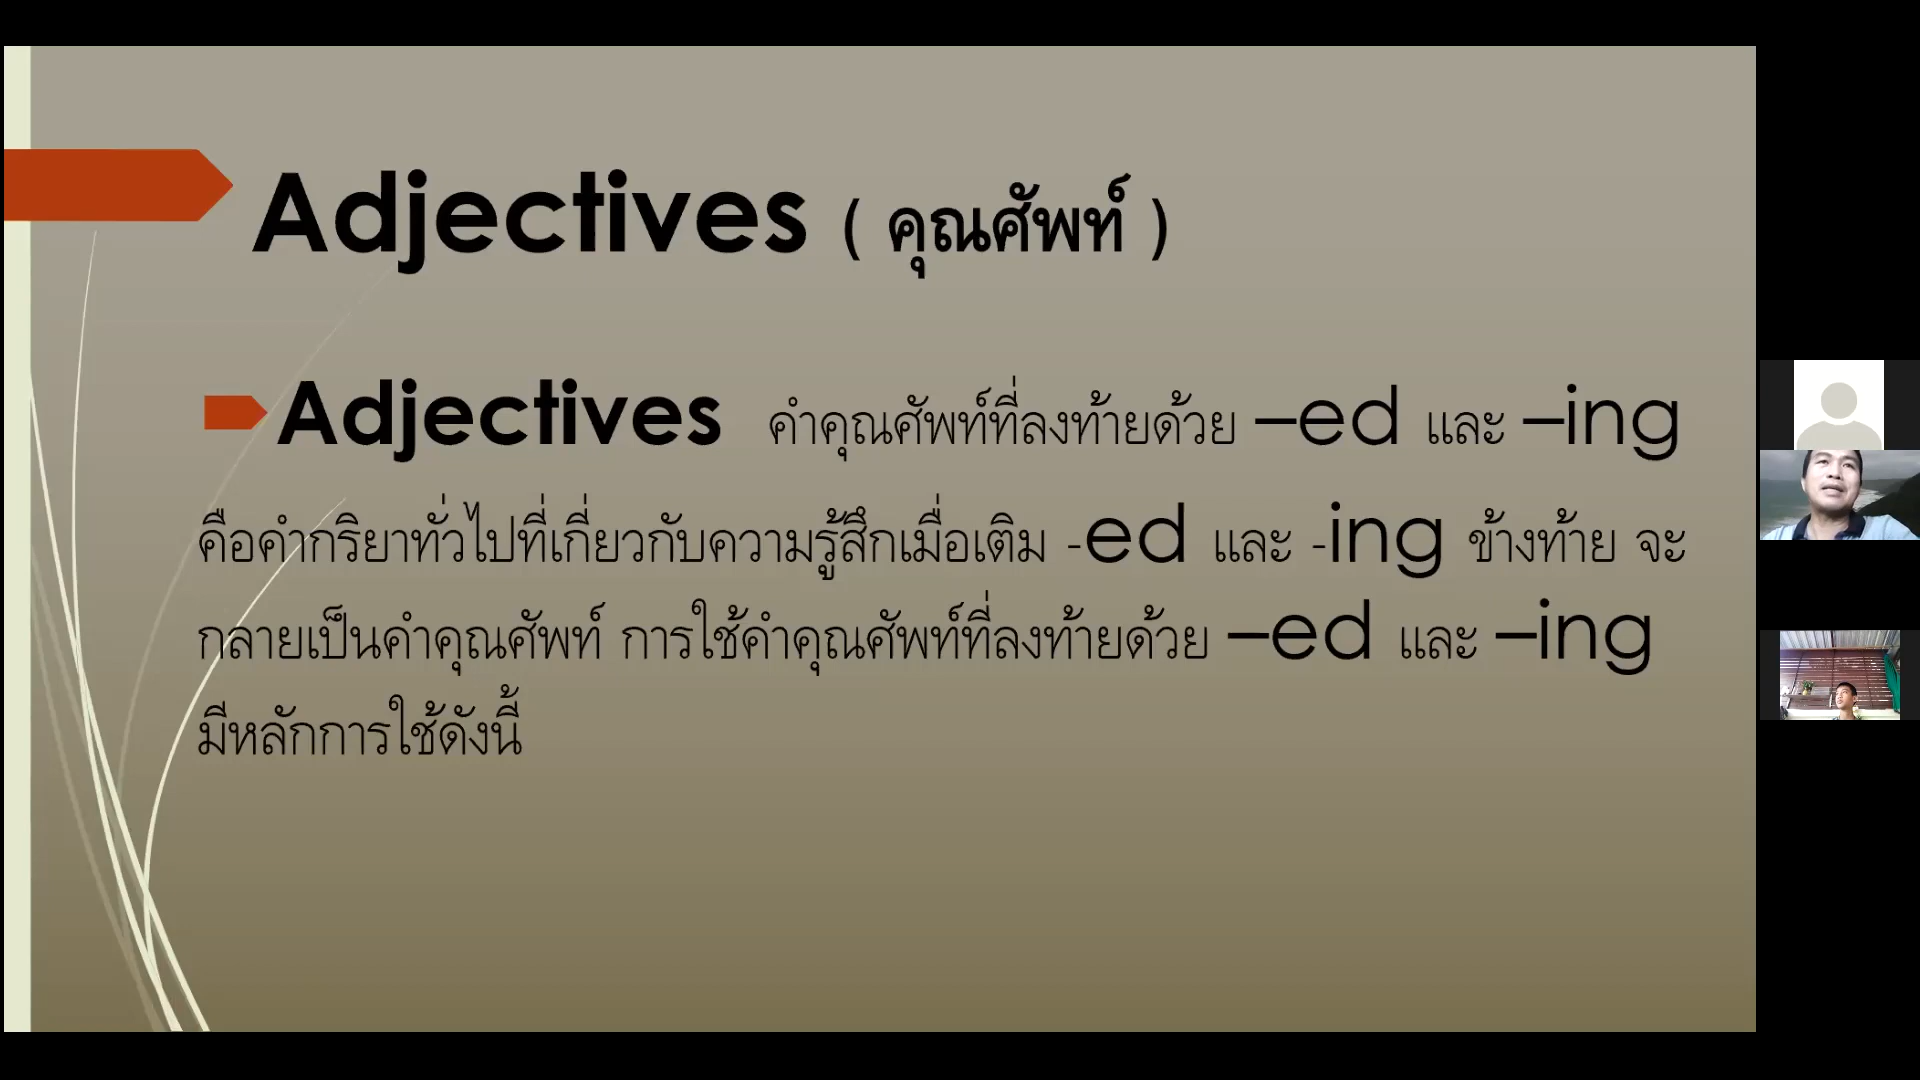 Adjectives ( คุณศัพท์ )
Adjectives คำคุณศัพท์ที่ลงท้ายด้วย –ed และ –ing
คือคำกริยาทั่วไปที่เกี่ยวกับความรู้สึกเมื่อเติม -ed และ -ing ข้างท้าย จะ
กลายเป็นคำคุณศัพท์ การใช้คำคุณศัพท์ที่ลงท้ายด้วย –ed และ –ing
มีหลักการใช้ดังนี้